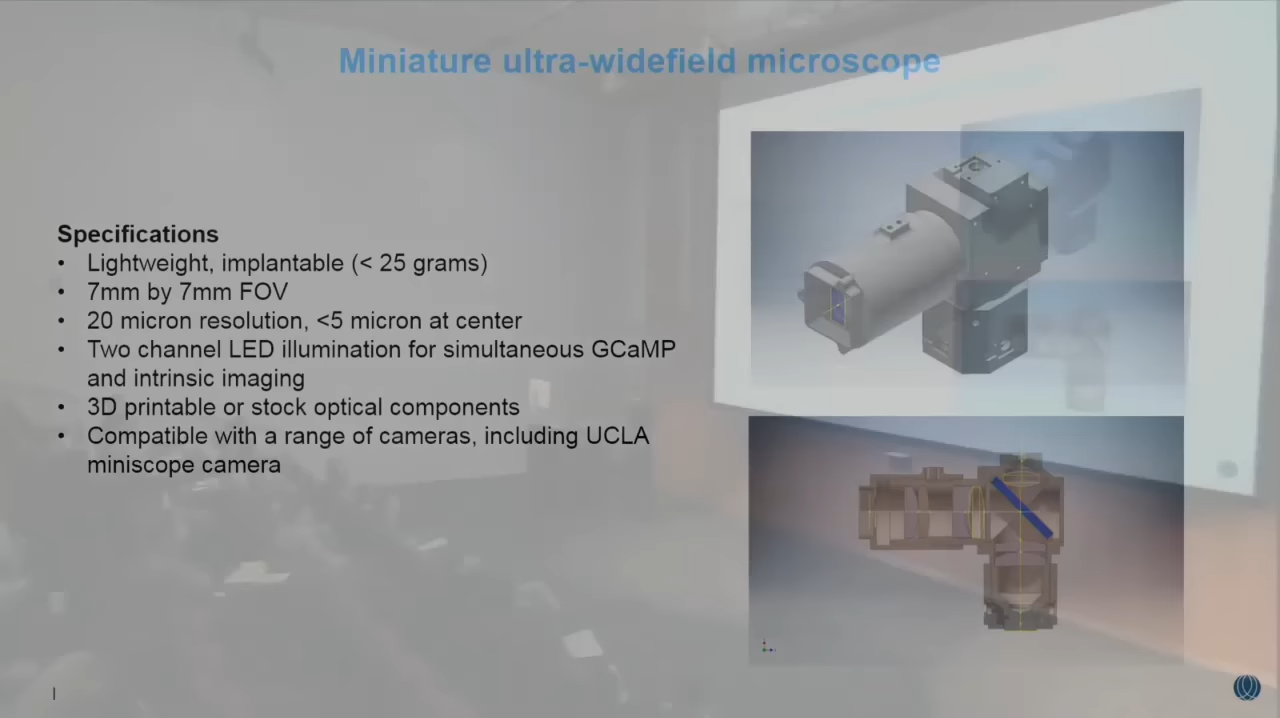 Miniature ultra-widefield microscope
Specifications
• Lightweight, implantable (< 25 grams)
• 7mm by 7mm FOV
• 20 micron resolution, <5 micron at center
• Two channel LED illumination for simultaneous GCaMP
and intrinsic imaging
• 3D printable or stock optical components
• Compatible with a range of cameras, including UCLA
miniscope camera